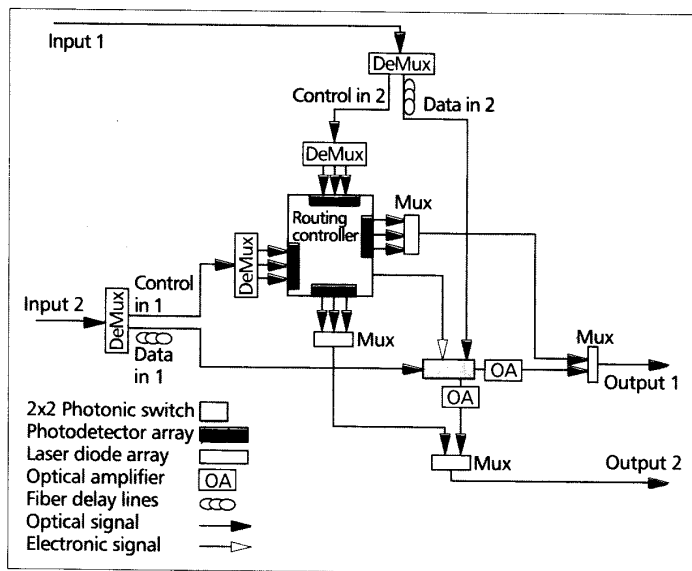 Input 1
DeMux
Control in 2
Data in 2
DeMux
Routing
controller
Mux
DeMux
Control
in 1
Input 2
DeMux
Data
in 1
Mux
OA
Mux
Output 1
OA
Mux
Output 2
2x2 Photonic switch
Photodetector array
Laser diode array
Optical amplifier
OA
Fiber delay lines
Optical signal
Electronic signal